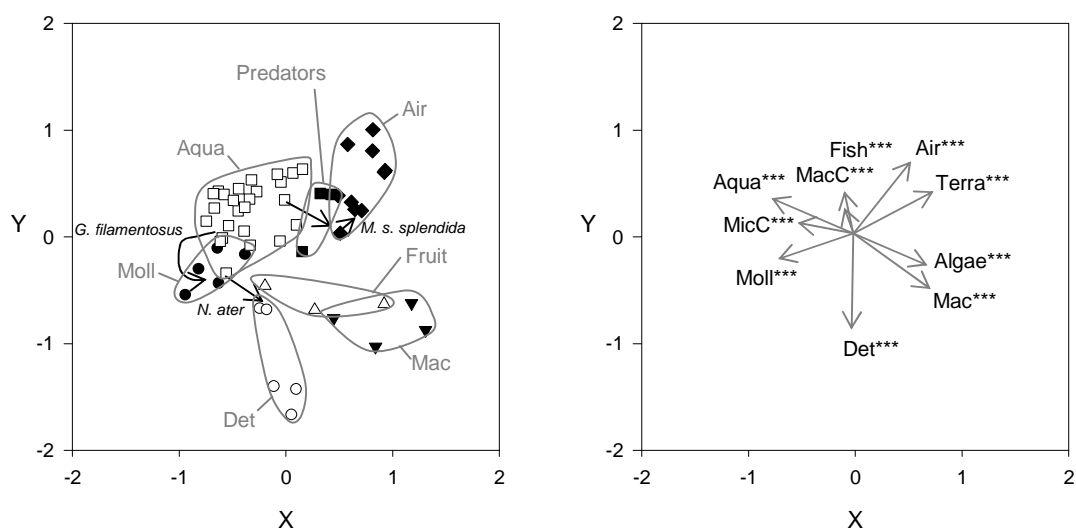 2
Predators
Air
Aqua
1
Y
0
G. filamentosus
M. s. splendida
Moll
Fruit
N. ater
-1
Mac
Det
-2
-2
-1
0
1
2
X
2
1
Fish***
Air***
MacC***
Aqua***
Terra***
Y
MicC***
0
Algae***
Moll***
Mac***
-1
Det***
-2
-2
-1
0
1
2
X